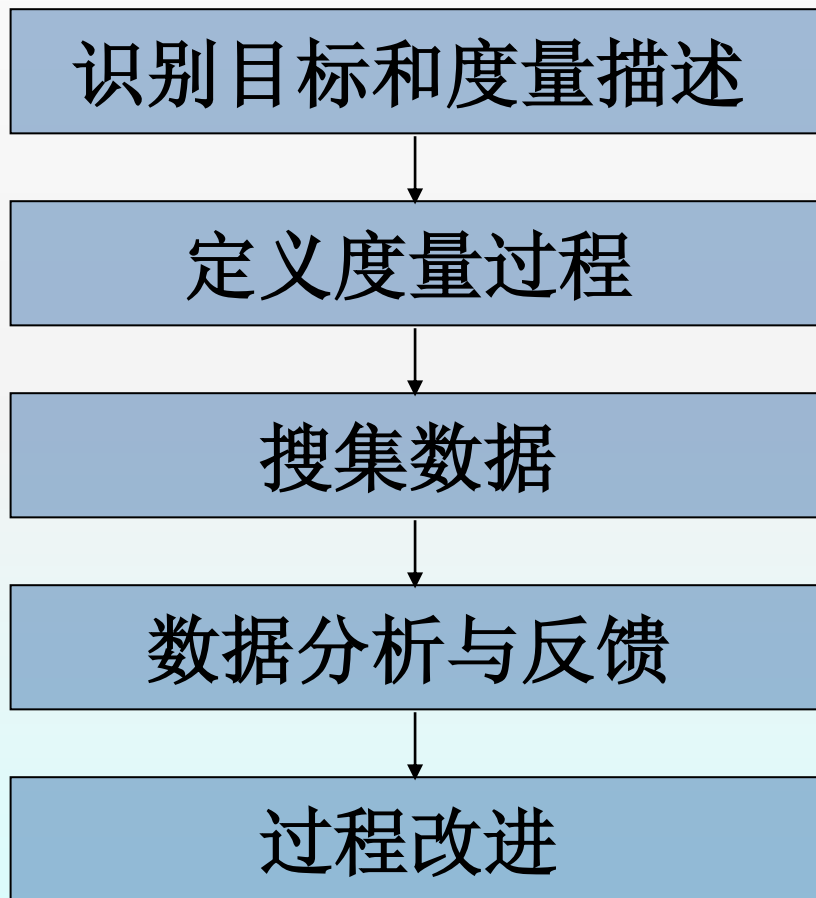 识别目标和度量描述
定义度量过程
搜集数据
数据分析与反馈
过程改进